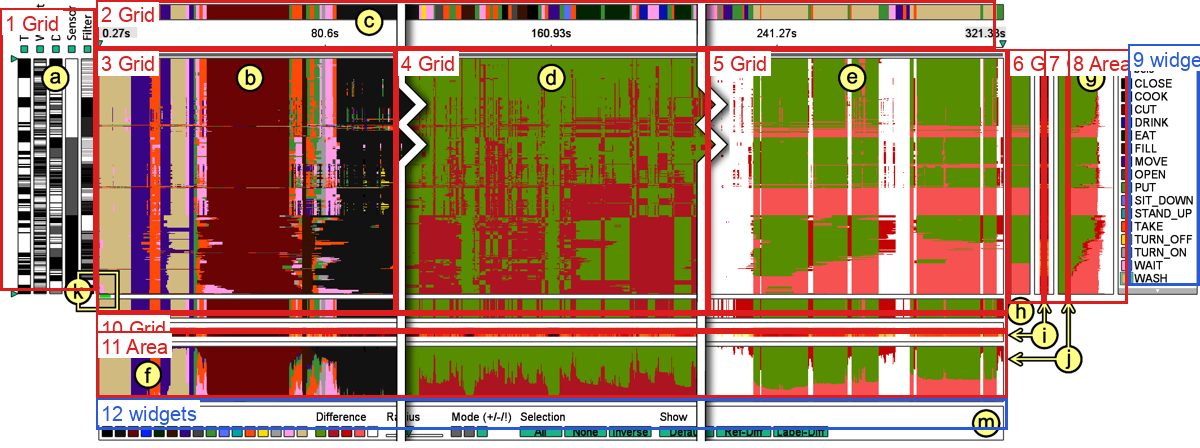 1 Grid
2 Grid
c
T
V
D
Sensor
Filter
0.27s
80.6s
160.93s
241.27s
321.33s
3 Grid
4 Grid
5 Grid
6 G
7
8 Area
9 widge
a
b
d
e
g
CLOSE
COOK
CUT
DRINK
EAT
FILL
MOVE
OPEN
PUT
SIT_DOWN
STAND_UP
TAKE
TURN_OFF
TURN_ON
WAIT
WASH
k
h
10 Grid
i
11 Area
j
f
12 widgets
Difference
Mode (+/-/!)
Selection
Show
m
All
None
Inverse
Ref-Diff
Label-Diff